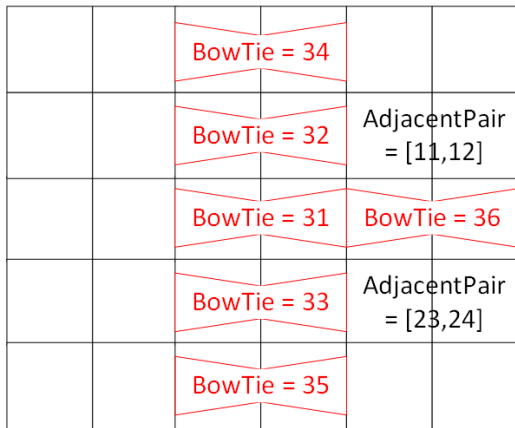 BowTie = 34
BowTie = 32
AdjacentPair
= [11,12]
BowTie = 31
BowTie = 36
BowTie = 33
AdjacentPair
= [23,24]
BowTie = 35